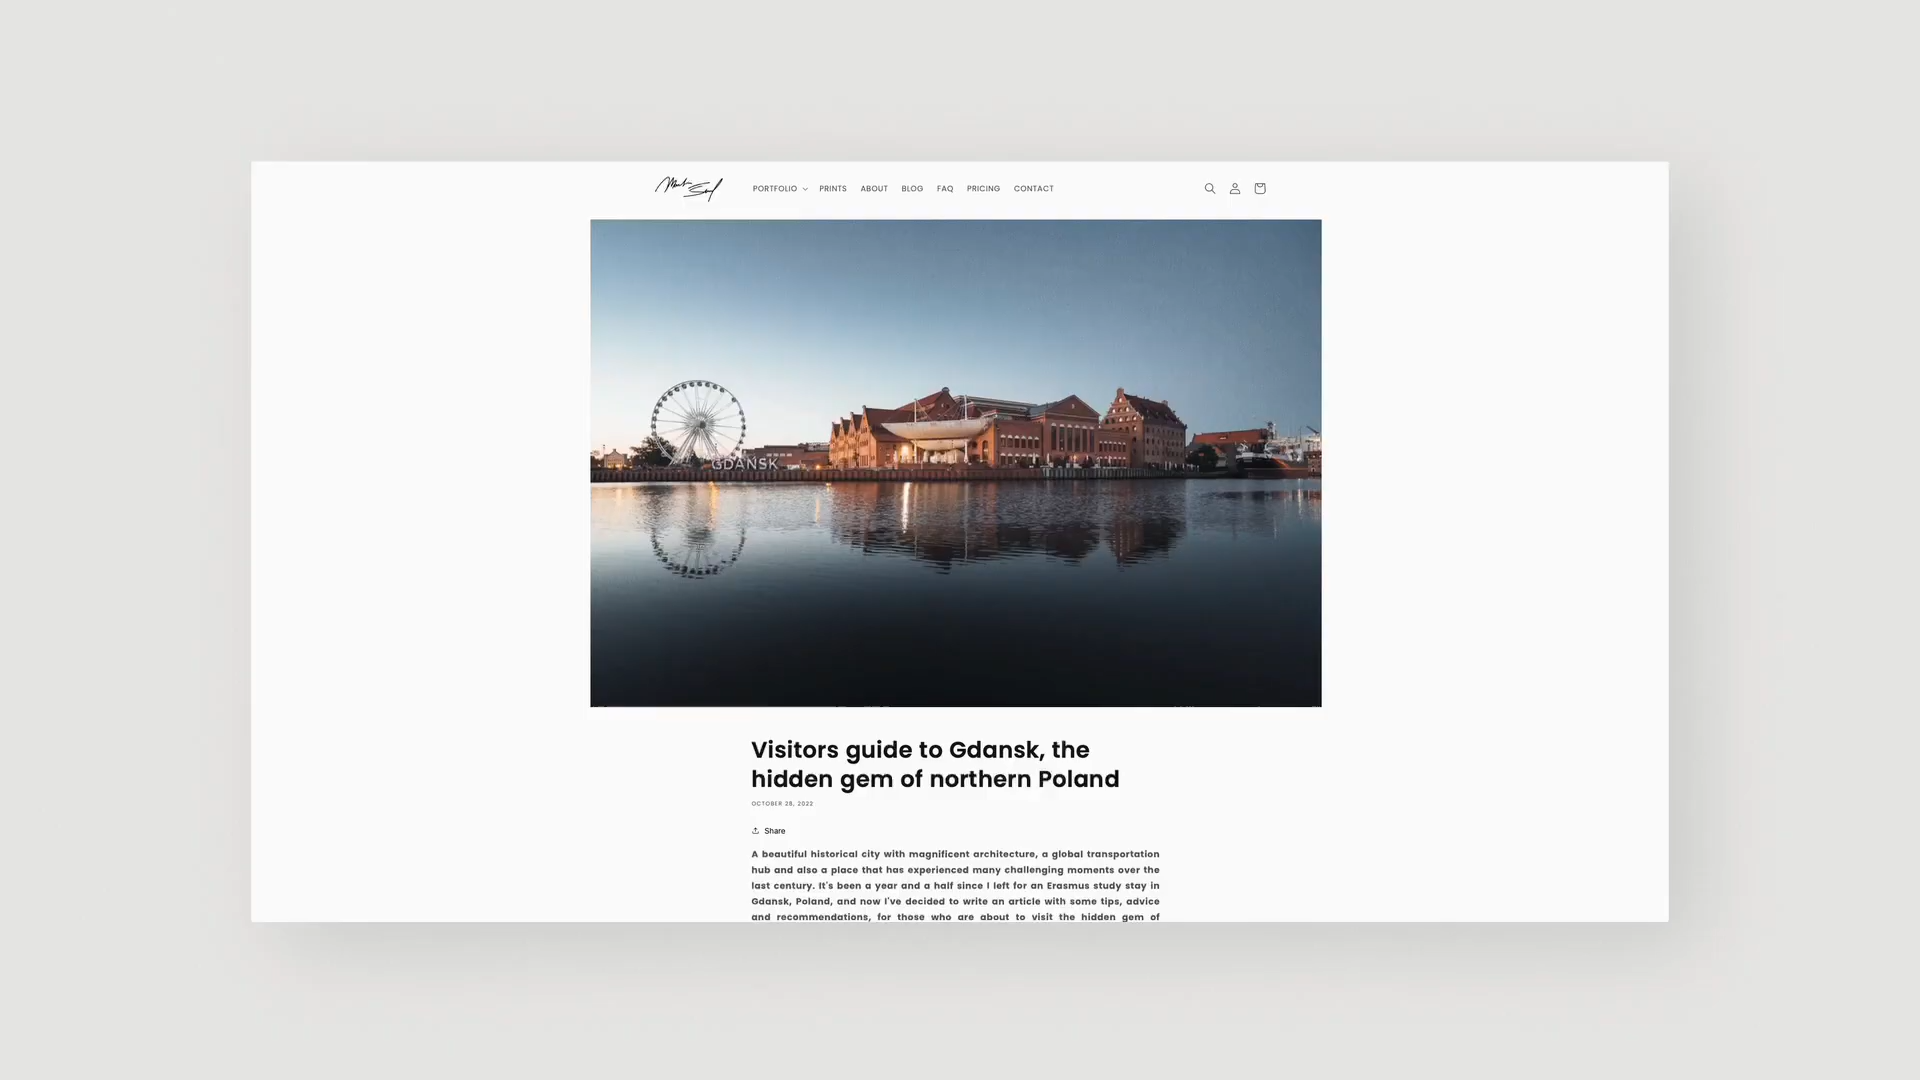 PORTFOLIO PRINTS ABOUT BLOG FAQ PRICING CONTACT
GDAŃSK
Visitors guide to Gdansk, the
hidden gem of northern Poland
OCTOBER 28, 2022
Share
A beautiful historical city with magnificent architecture, a global transportation
hub and also a place that has experienced many challenging moments over the
last century. It's been a year and a half since I left for an Erasmus study stay in
Gdansk, Poland, and now I've decided to write an article with some tips, advice
and recommendations, for those who are about to visit the hidden gem of